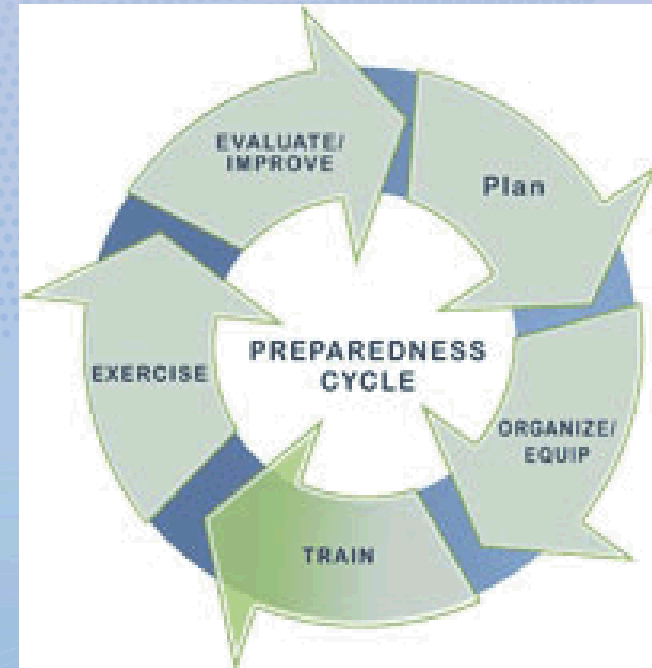 EVALUATE/
IMPROVE
Plan
PREPAREDNESS
CYCLE
EXERCISE
ORGANIZE/
EQUIP
TRAIN